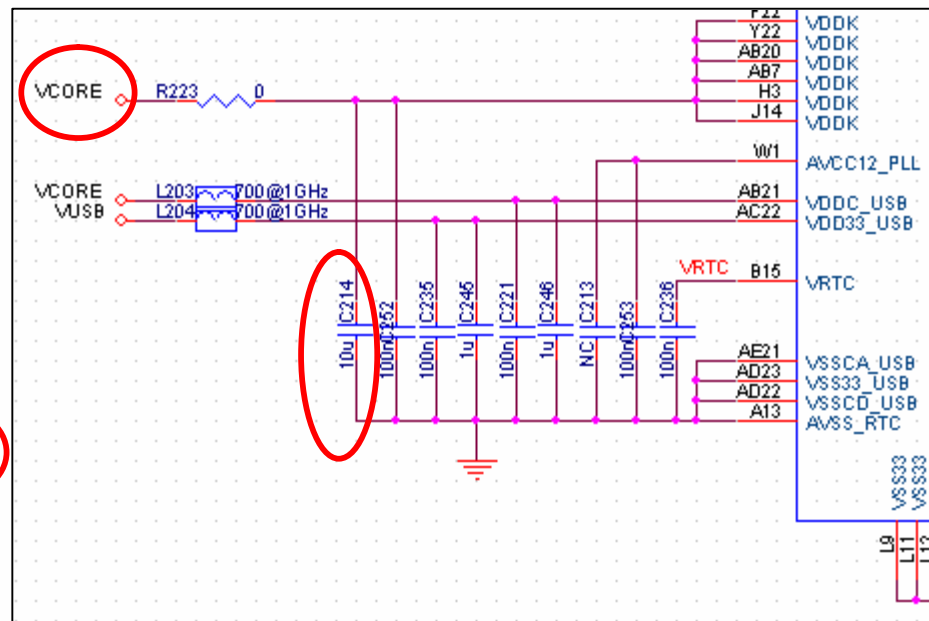 F22 VDDK
Y22 VDDK
AB20 VDDK
AB7 VDDK
VCORE R223 0 H3 VDDK
J14 VDDK
W1 AVCC12_PLL
VCORE L203 700@1GHz AB21 VDDC_USB
VUSB L204 700@1GHz AC22 VDD33_USB
VRTC B15 VRTC
C214 10u
C252 100n
C235 100n
C245 1u
C221 100n
C246 1u
C213 NC
C253 100n
C236 100n
AE21 VSSCA_USB
AD23 VSS33_USB
AD22 VSSCD_USB
A13 AVSS_RTC
VSS33 L9
VSS33 L11
L12